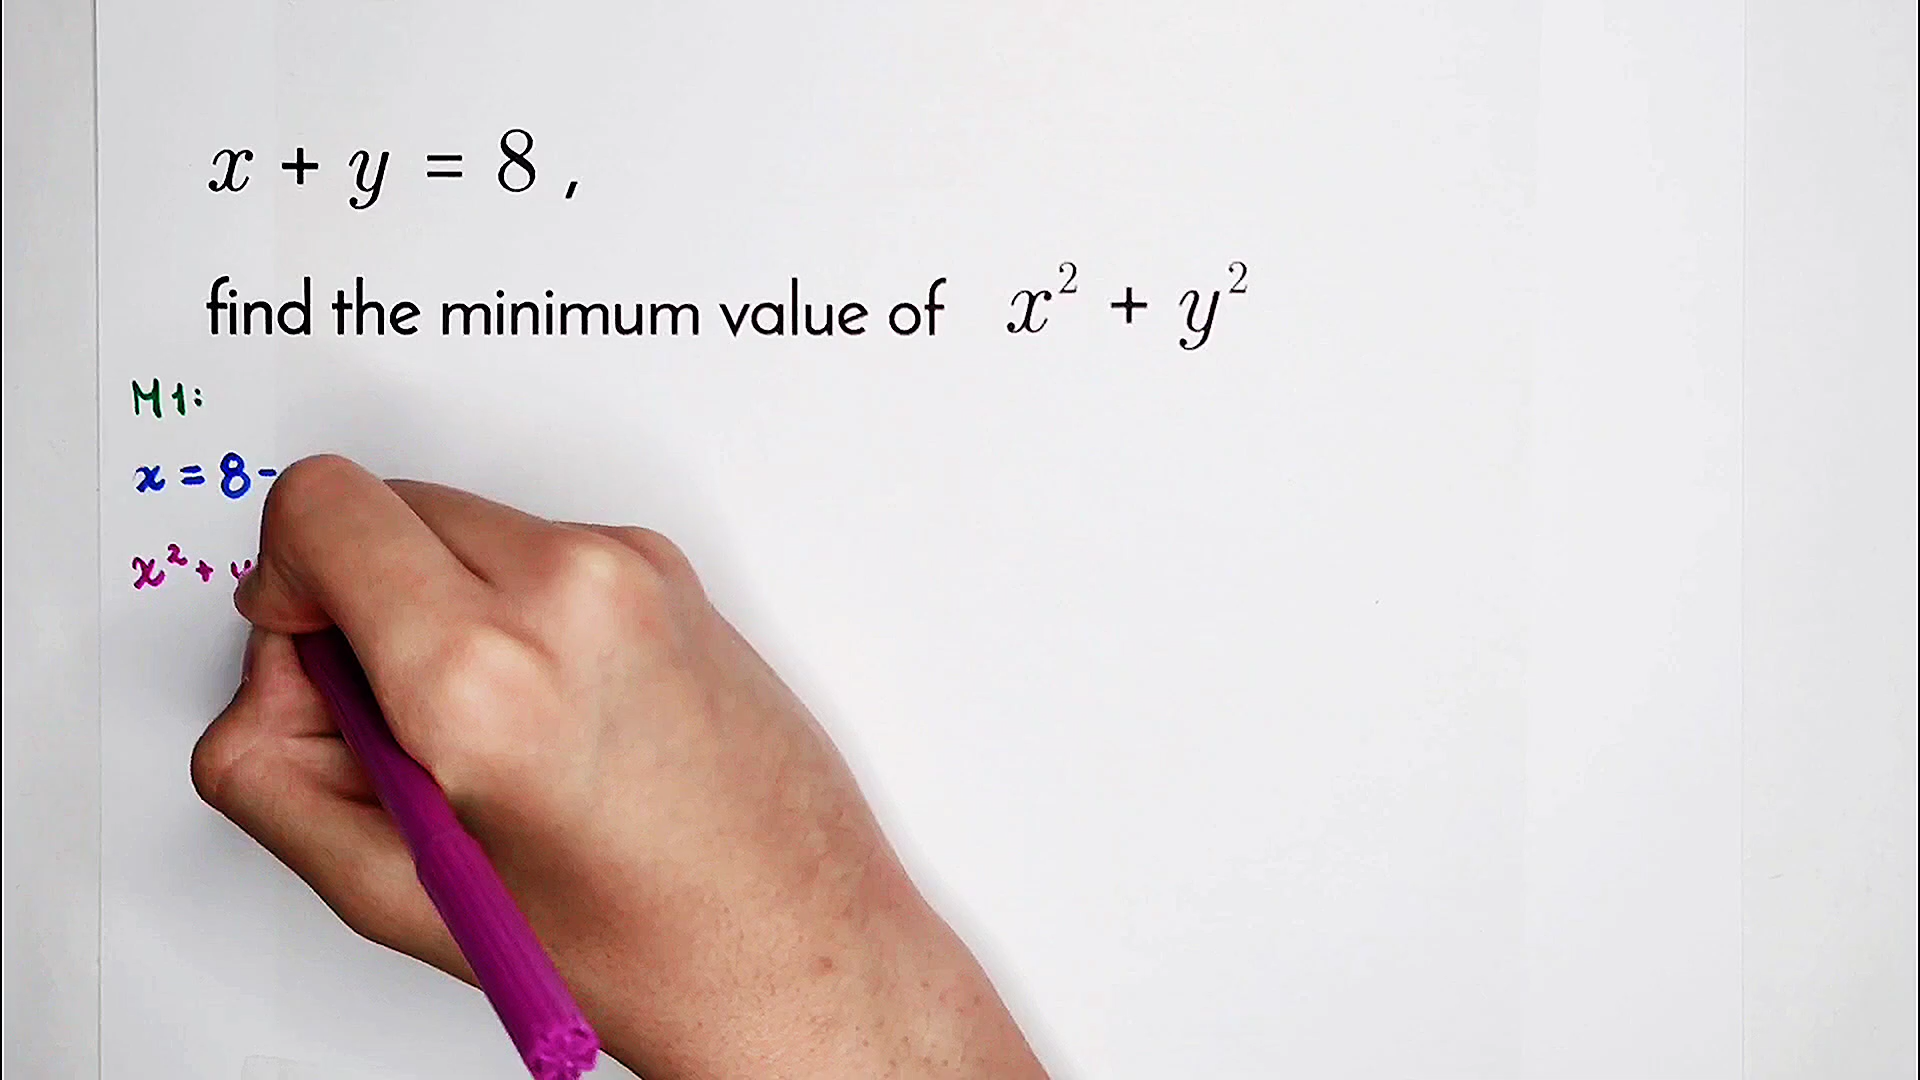 x + y = 8 ,
find the minimum value of x² + y²
M1:
x = 8 -
x² + y